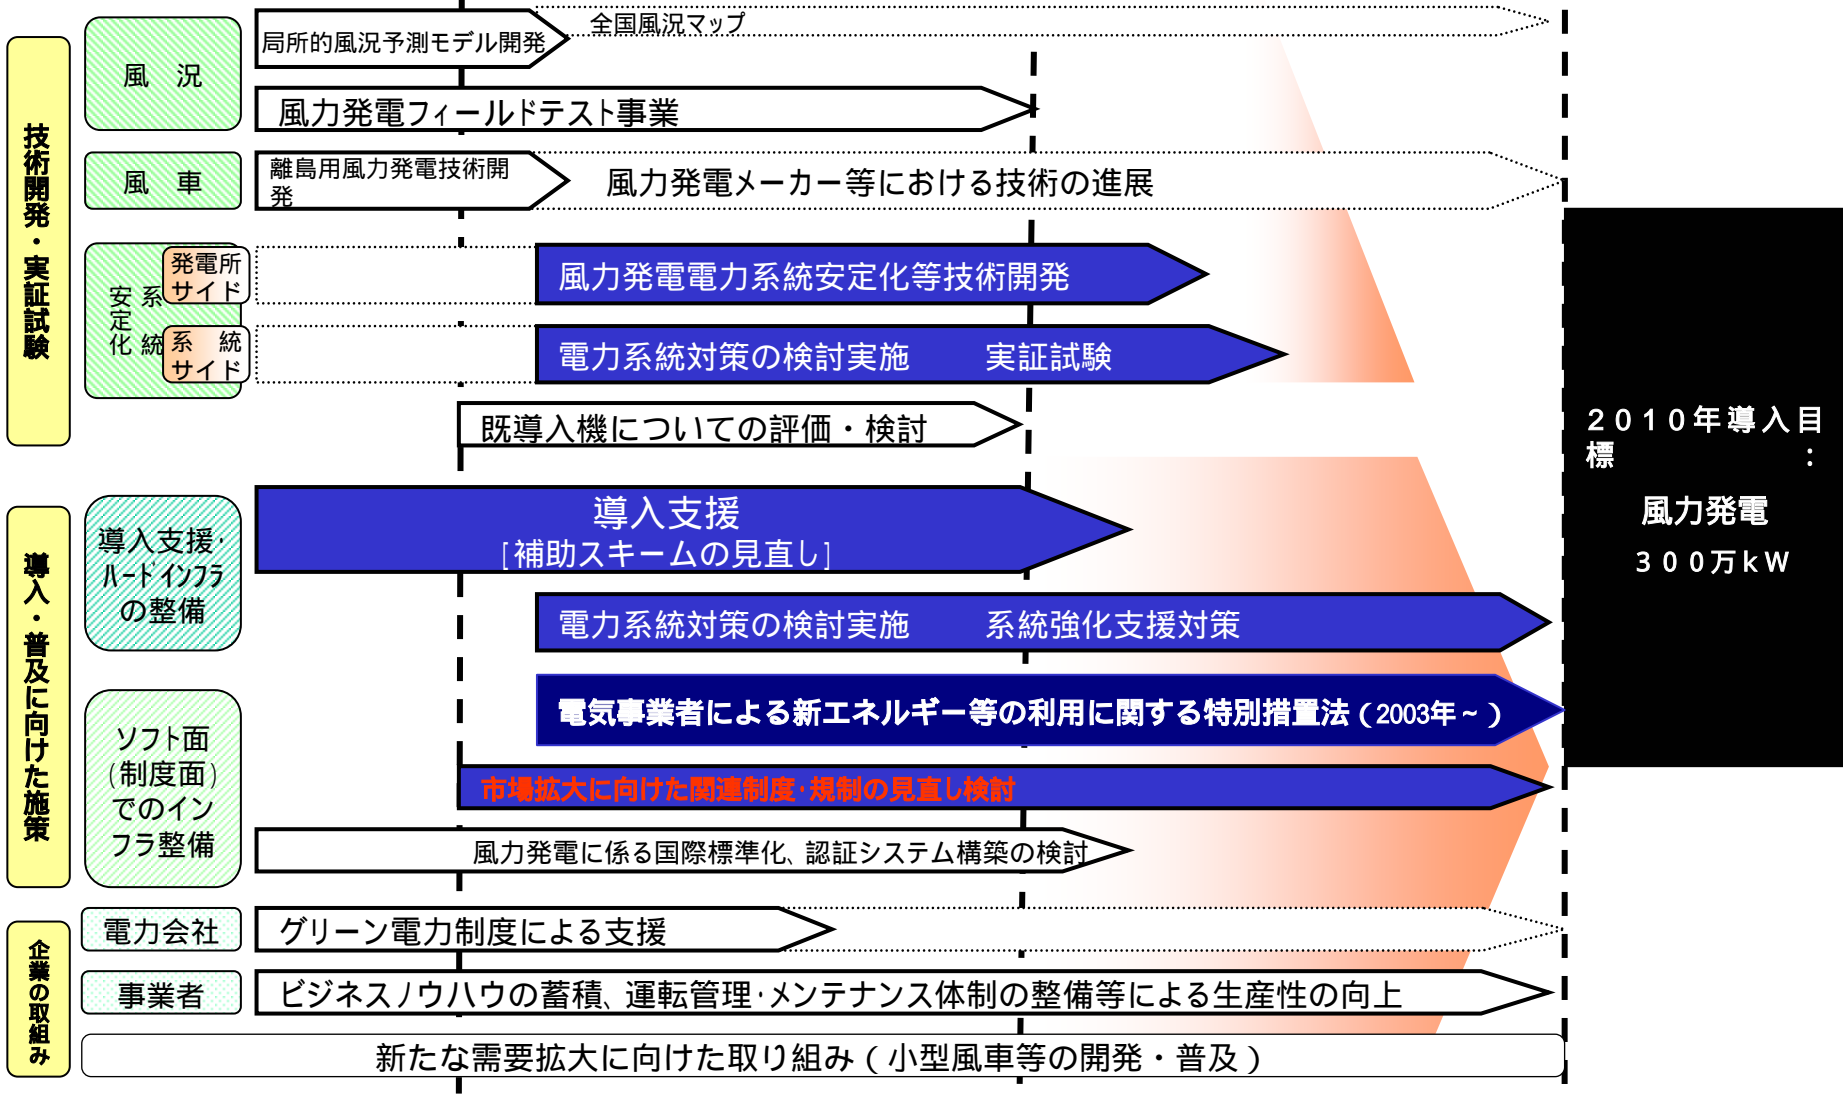 技術開発・実証試験
風　況
局所的風況予測モデル開発
全国風況マップ
風力発電フィールドテスト事業
風　車
離島用風力発電技術開
発
風力発電メーカー等における技術の進展
系　統
安定化
発電所
サイド
風力発電電力系統安定化等技術開発
系　統
サイド
電力系統対策の検討実施　　実証試験
既導入機についての評価・検討
導入・普及に向けた施策
導入支援・
ハードインフラ
の整備
導入支援
[補助スキームの見直し]
電力系統対策の検討実施　　系統強化支援対策
ソフト面
(制度面)
でのイン
フラ整備
電気事業者による新エネルギー等の利用に関する特別措置法（2003年～）
市場拡大に向けた関連制度・規制の見直し検討
風力発電に係る国際標準化、認証システム構築の検討
企業の取組み
電力会社
グリーン電力制度による支援
事業者
ビジネスノウハウの蓄積、運転管理・メンテナンス体制の整備等による生産性の向上
新たな需要拡大に向けた取り組み（小型風車等の開発・普及）
２０１０年導入目
標　　　　　　：
風力発電
３００万ｋＷ